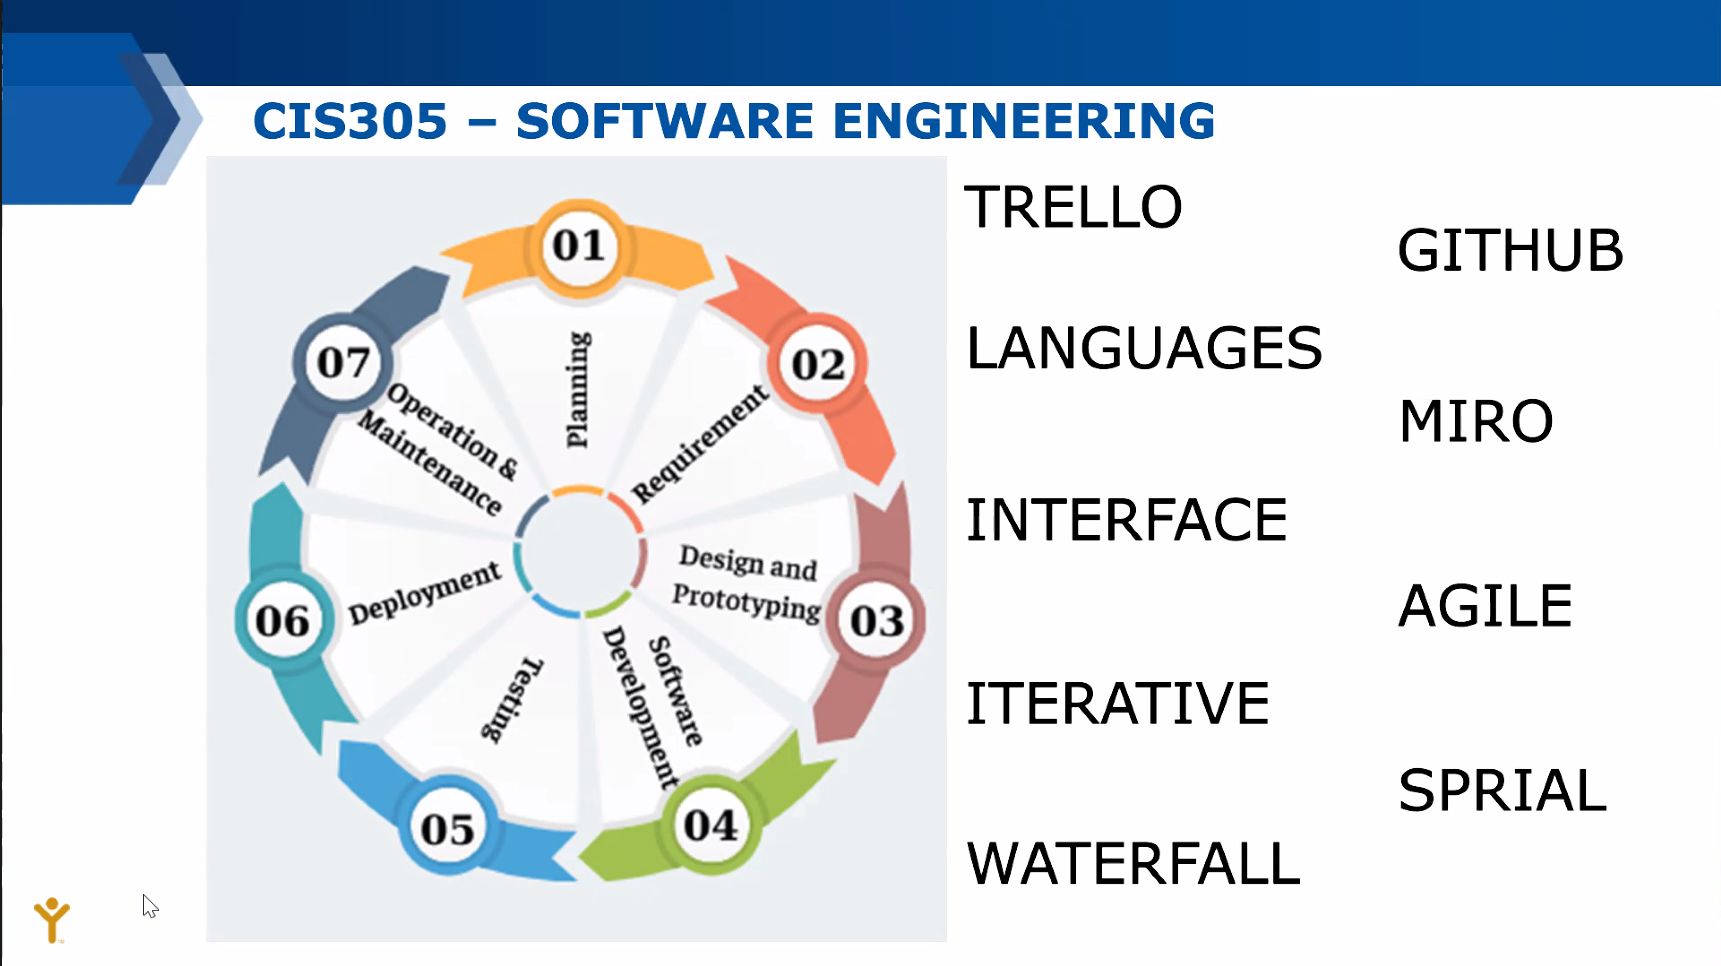 CIS305 – SOFTWARE ENGINEERING
01
Planning
02
Requirement
03
Design and
Prototyping
04
Software
Development
05
Testing
06
Deployment
07
Operation &
Maintenance
TRELLO
GITHUB
LANGUAGES
MIRO
INTERFACE
AGILE
ITERATIVE
SPRIAL
WATERFALL